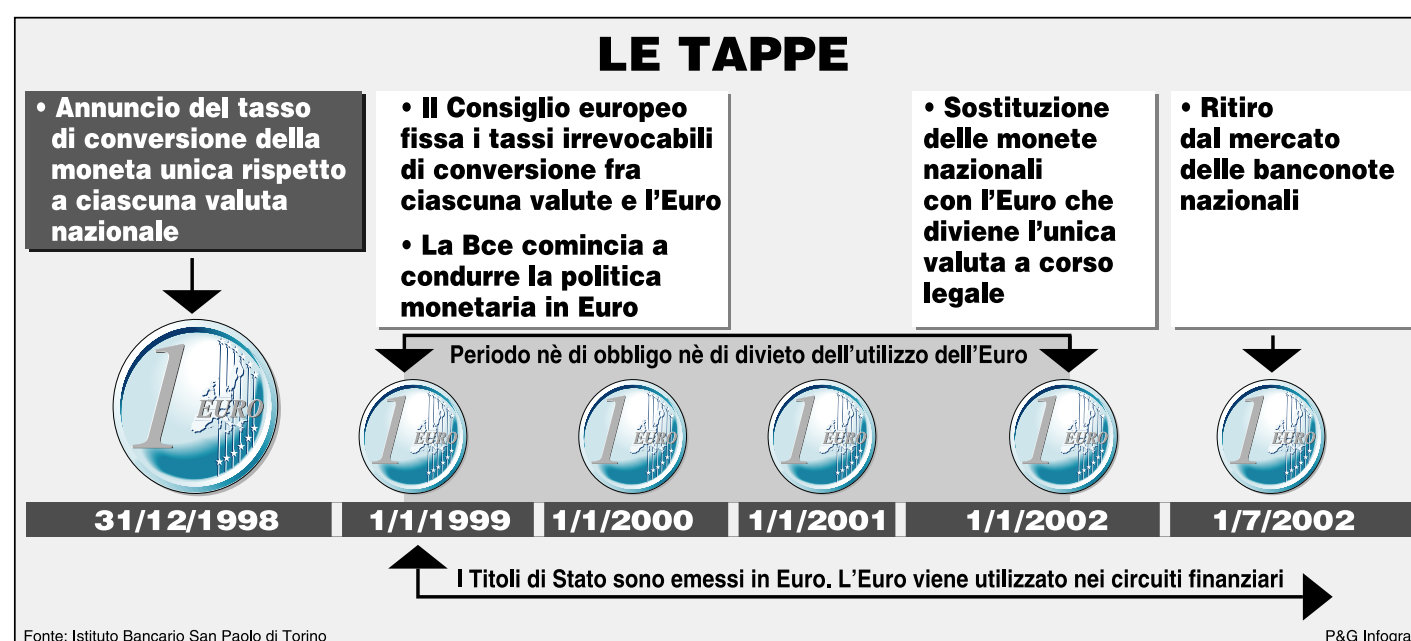 LE TAPPE
• Annuncio del tasso
di conversione della
moneta unica rispetto
a ciascuna valuta
nazionale
• Il Consiglio europeo
fissa i tassi irrevocabili
di conversione fra
ciascuna valute e l'Euro
• La Bce comincia a
condurre la politica
monetaria in Euro
• Sostituzione
delle monete
nazionali
con l'Euro che
diviene l'unica
valuta a corso
legale
• Ritiro
dal mercato
delle banconote
nazionali
Periodo nè di obbligo nè di divieto dell'utilizzo dell'Euro
1 EURO
1 EURO
1 EURO
1 EURO
1 EURO
1 EURO
31/12/1998
1/1/1999
1/1/2000
1/1/2001
1/1/2002
1/7/2002
I Titoli di Stato sono emessi in Euro. L'Euro viene utilizzato nei circuiti finanziari
Fonte: Istituto Bancario San Paolo di Torino
P&G Infogra